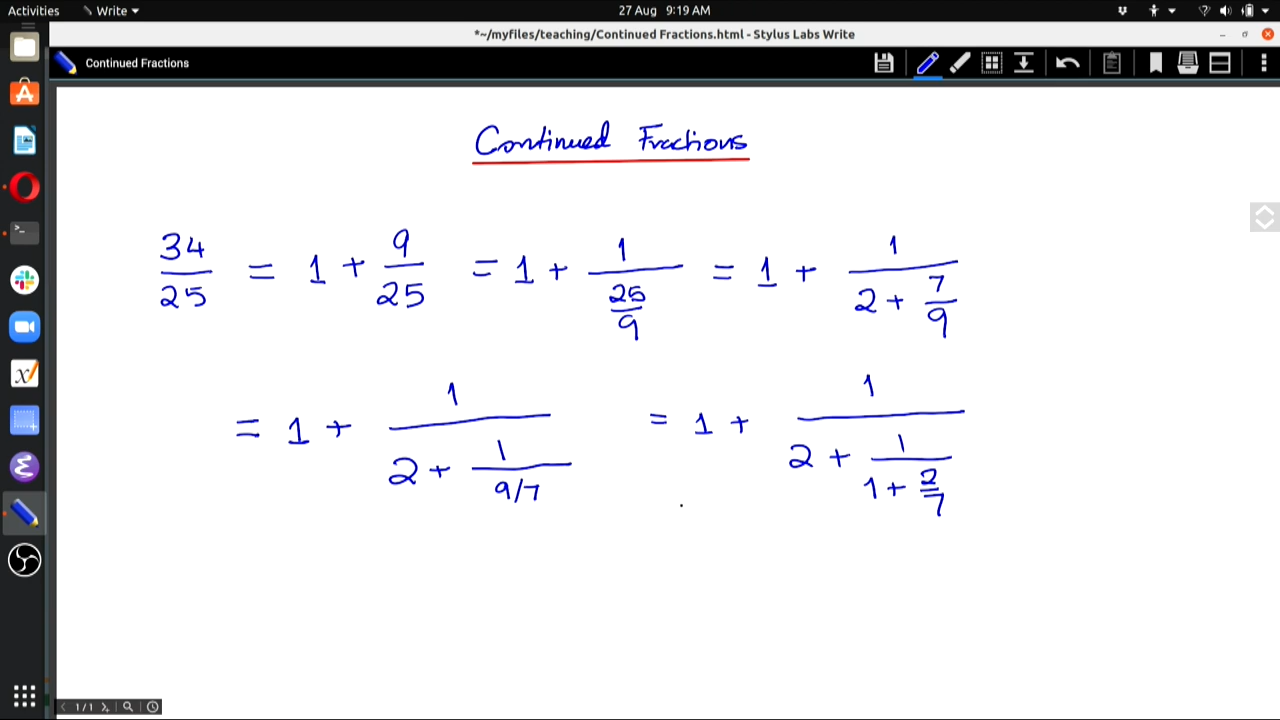 Activities Write 27 Aug 9:19 AM
*~/myfiles/teaching/Continued Fractions.html - Stylus Labs Write
Continued Fractions
Continued Fractions
34/25 = 1 + 9/25 = 1 + 1/(25/9) = 1 + 1/(2 + 7/9)
= 1 + 1/(2 + 1/(9/7)) = 1 + 1/(2 + 1/(1 + 2/7))
1/1